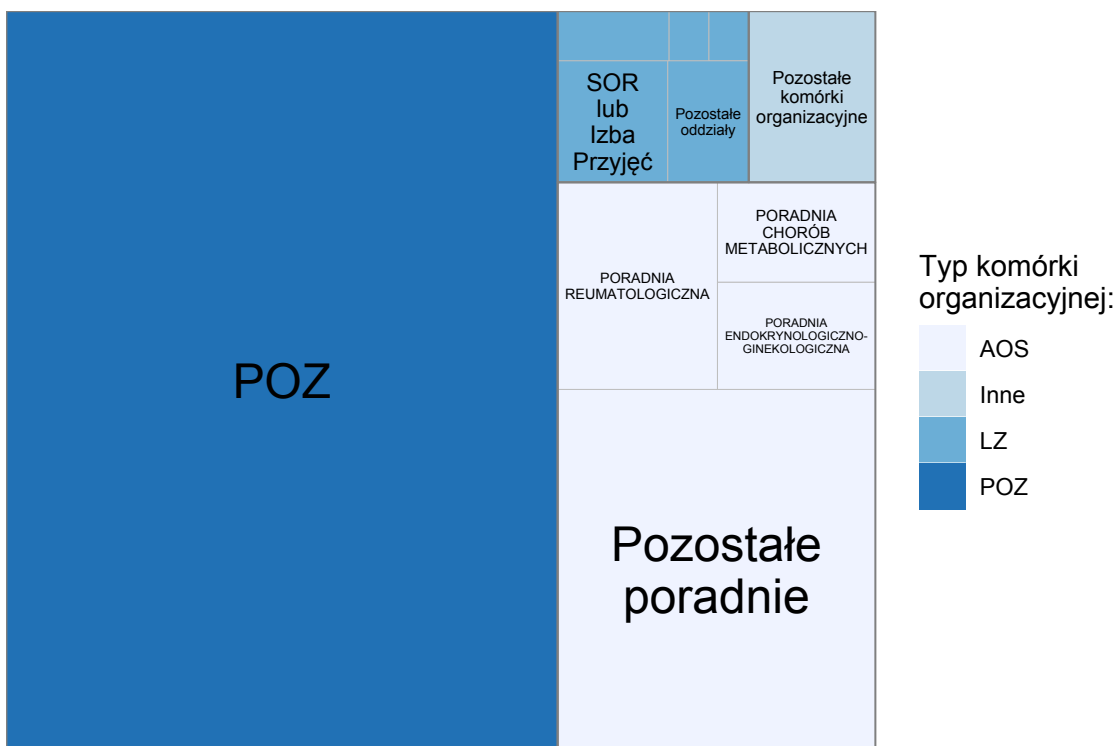 POZ
SOR
lub
Izba
Przyjęć
Pozostałe
oddziały
Pozostałe
komórki
organizacyjne
PORADNIA
REUMATOLOGICZNA
PORADNIA
CHORÓB
METABOLICZNYCH
PORADNIA
ENDOKRYNOLOGICZNO-
GINEKOLOGICZNA
Pozostałe
poradnie
Typ komórki
organizacyjnej:
AOS
Inne
LZ
POZ